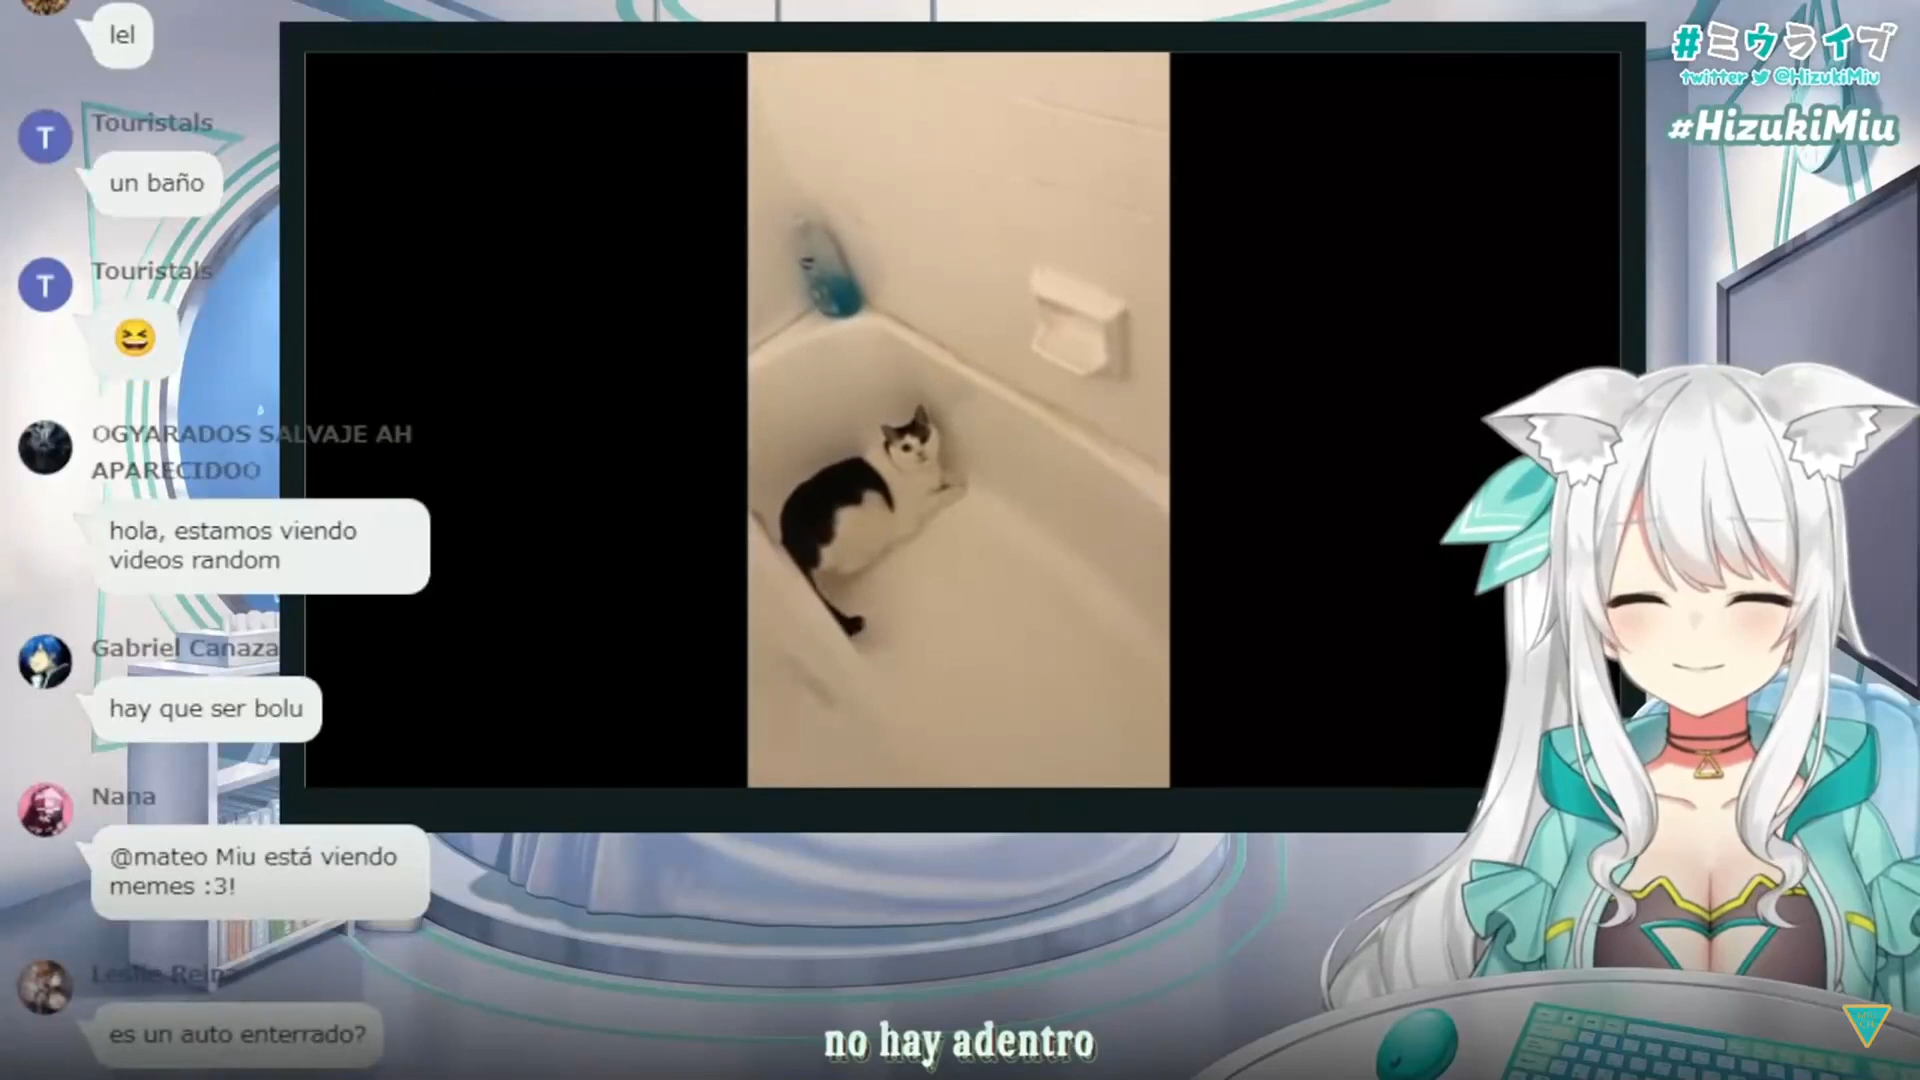 lel
Touristals
un baño
Touristals
OGYARADOS SALVAJE AH
APARECIDOO
hola, estamos viendo
videos random
Gabriel Canaza
hay que ser bolu
Nana
@mateo Miu está viendo
memes :3!
Leslie Reina
es un auto enterrado?
#ミウライブ
twitter @HizukiMiu
#HizukiMiu
no hay adentro